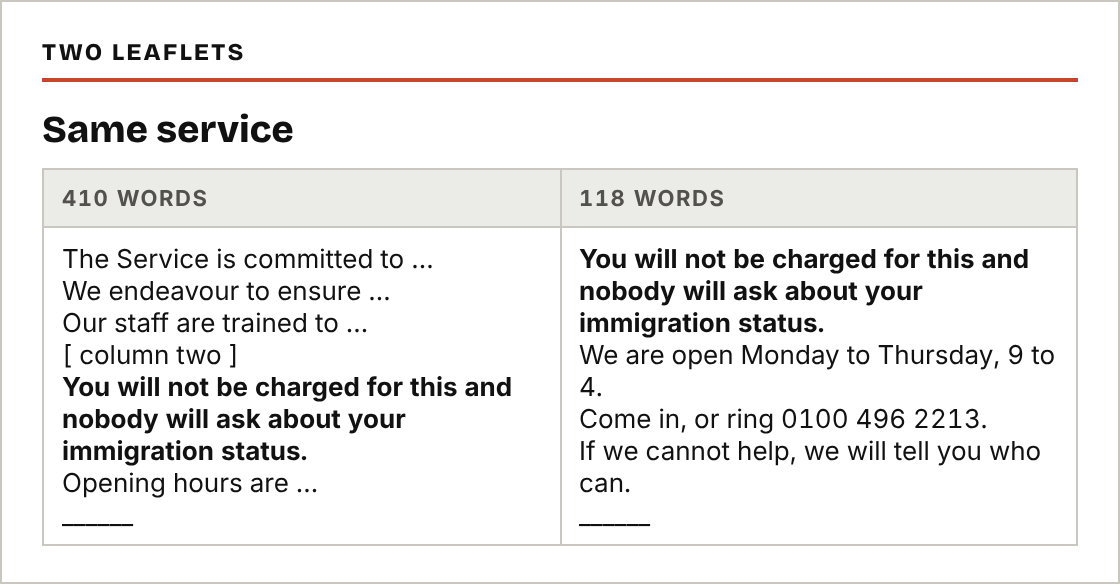 TWO LEAFLETS
Same service
410 WORDS
The Service is committed to ...
We endeavour to ensure ...
Our staff are trained to ...
[ column two ]
You will not be charged for this and
nobody will ask about your
immigration status.
Opening hours are ...
______
118 WORDS
You will not be charged for this and
nobody will ask about your
immigration status.
We are open Monday to Thursday, 9 to
4.
Come in, or ring 0100 496 2213.
If we cannot help, we will tell you who
can.
______